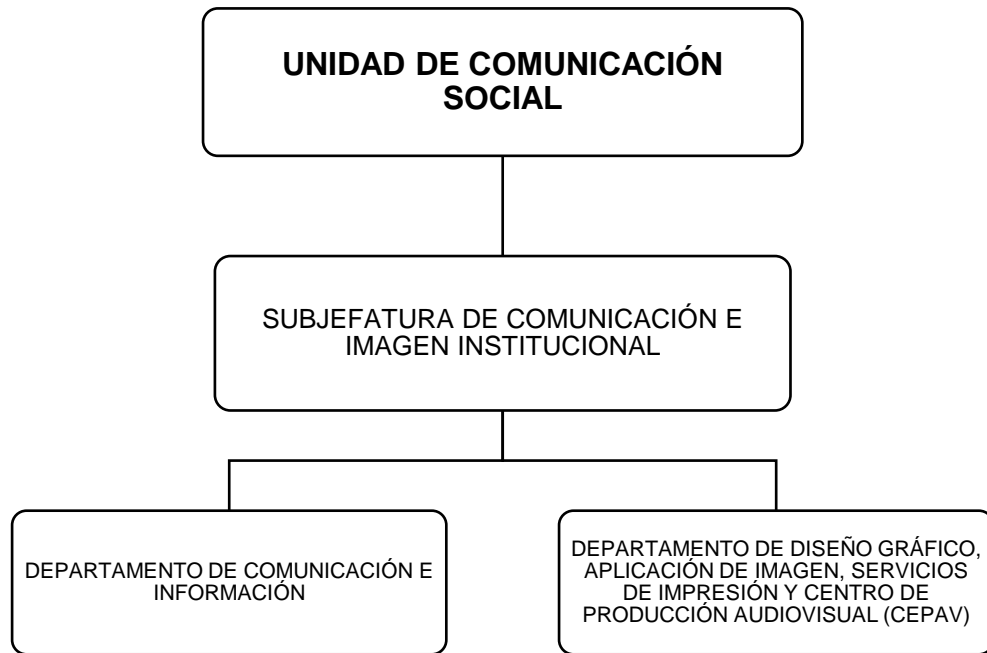 UNIDAD DE COMUNICACIÓN
SOCIAL
SUBJEFATURA DE COMUNICACIÓN E
IMAGEN INSTITUCIONAL
DEPARTAMENTO DE COMUNICACIÓN E
INFORMACIÓN
DEPARTAMENTO DE DISEÑO GRÁFICO,
APLICACIÓN DE IMAGEN, SERVICIOS
DE IMPRESIÓN Y CENTRO DE
PRODUCCIÓN AUDIOVISUAL (CEPAV)